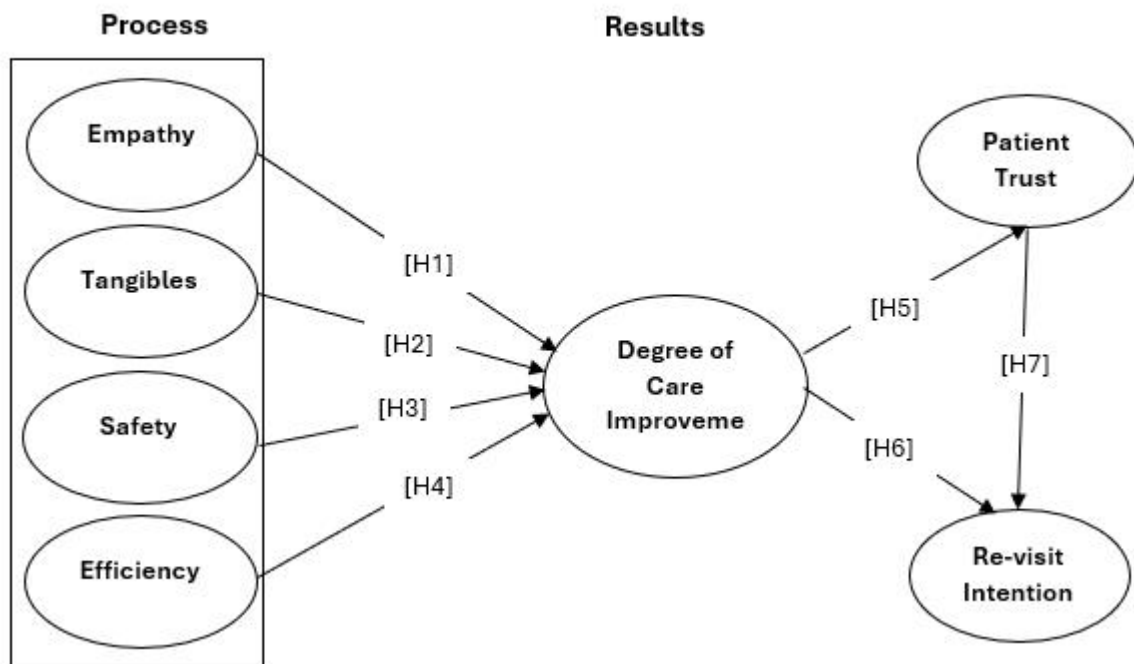 Process
Results
Empathy
Tangibles
Safety
Efficiency
[H1]
[H2]
[H3]
[H4]
Degree of
Care
Improveme
[H5]
[H6]
Patient
Trust
[H7]
Re-visit
Intention